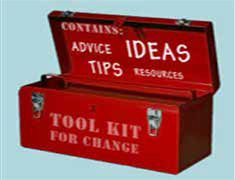 CONTAINS:
ADVICE IDEAS
TIPS RESOURCES
TOOL KIT
FOR CHANGE